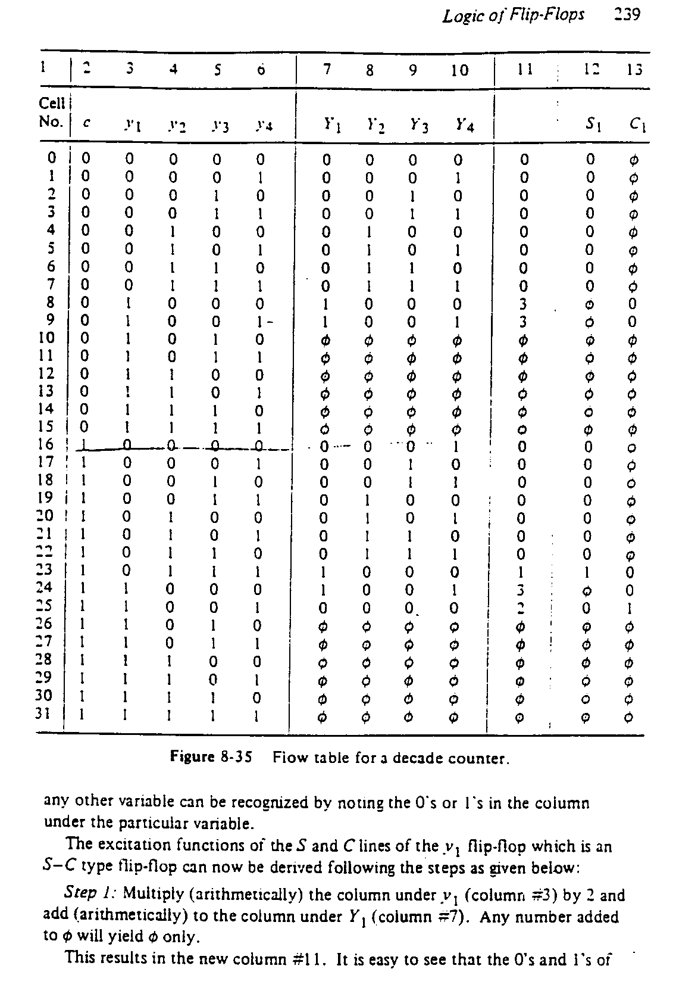 Logic of Flip-Flops 239
1 2 3 4 5 6 7 8 9 10 11 12 13
Cell
No. c y1 y2 y3 y4 Y1 Y2 Y3 Y4 S1 C1
0 0 0 0 0 0 0 0 0 0 0 0 ϕ
1 0 0 0 0 1 0 0 0 1 0 0 ϕ
2 0 0 0 1 0 0 0 1 0 0 0 ϕ
3 0 0 0 1 1 0 0 1 1 0 0 ϕ
4 0 0 1 0 0 0 1 0 0 0 0 ϕ
5 0 0 1 0 1 0 1 0 1 0 0 ϕ
6 0 0 1 1 0 0 1 1 0 0 0 ϕ
7 0 0 1 1 1 0 1 1 1 0 0 ϕ
8 0 1 0 0 0 1 0 0 0 3 ϕ 0
9 0 1 0 0 1 1 0 0 1 3 ϕ 0
10 0 1 0 1 0 ϕ ϕ ϕ ϕ ϕ ϕ ϕ
11 0 1 0 1 1 ϕ ϕ ϕ ϕ ϕ ϕ ϕ
12 0 1 1 0 0 ϕ ϕ ϕ ϕ ϕ ϕ ϕ
13 0 1 1 0 1 ϕ ϕ ϕ ϕ ϕ ϕ ϕ
14 0 1 1 1 0 ϕ ϕ ϕ ϕ ϕ ϕ ϕ
15 0 1 1 1 1 ϕ ϕ ϕ ϕ ϕ ϕ ϕ
16 1 0 0 0 0 0 0 0 1 0 0 ϕ
17 1 0 0 0 1 0 0 1 0 0 0 ϕ
18 1 0 0 1 0 0 0 1 1 0 0 ϕ
19 1 0 0 1 1 0 1 0 0 0 0 ϕ
20 1 0 1 0 0 0 1 0 1 0 0 ϕ
21 1 0 1 0 1 0 1 1 0 0 0 ϕ
22 1 0 1 1 0 0 1 1 1 0 0 ϕ
23 1 0 1 1 1 1 0 0 0 1 1 0
24 1 1 0 0 0 1 0 0 1 3 ϕ 0
25 1 1 0 0 1 0 0 0 0 2 0 1
26 1 1 0 1 0 ϕ ϕ ϕ ϕ ϕ ϕ ϕ
27 1 1 0 1 1 ϕ ϕ ϕ ϕ ϕ ϕ ϕ
28 1 1 1 0 0 ϕ ϕ ϕ ϕ ϕ ϕ ϕ
29 1 1 1 0 1 ϕ ϕ ϕ ϕ ϕ ϕ ϕ
30 1 1 1 1 0 ϕ ϕ ϕ ϕ ϕ ϕ ϕ
31 1 1 1 1 1 ϕ ϕ ϕ ϕ ϕ ϕ ϕ
Figure 8-35 Flow table for a decade counter.
any other variable can be recognized by noting the 0's or 1's in the column
under the particular variable.
The excitation functions of the S and C lines of the y1 flip-flop which is an
S–C type flip-flop can now be derived following the steps as given below:
Step 1: Multiply (arithmetically) the column under y1 (column #3) by 2 and
add (arithmetically) to the column under Y1 (column #7). Any number added
to ϕ will yield ϕ only.
This results in the new column #11. It is easy to see that the 0's and 1's of